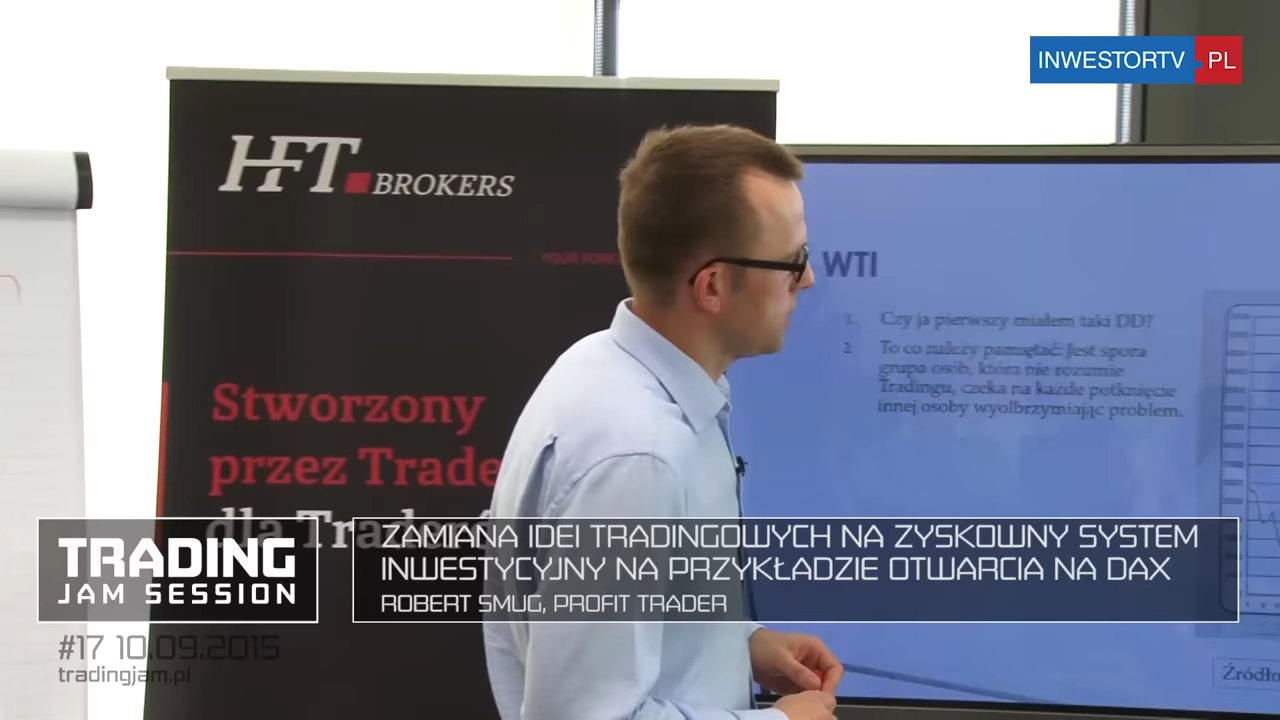 INWESTORTV.PL
HFT BROKERS
WTI
1. Czy ja pierwszy miałem taki DD?
2. To co należy pamiętać: Jest spora
grupa osób, która nie rozumie
Tradingu, czeka na każde potknięcie
innej osoby wyolbrzymiając problem.
Stworzony
przez Trade
dla
TRADING
JAM SESSION
ZAMIANA IDEI TRADINGOWYCH NA ZYSKOWNY SYSTEM
INWESTYCYJNY NA PRZYKŁADZIE OTWARCIA NA DAX
ROBERT SMUG, PROFIT TRADER
#17 10.09.2015
tradingjam.pl
Źródło